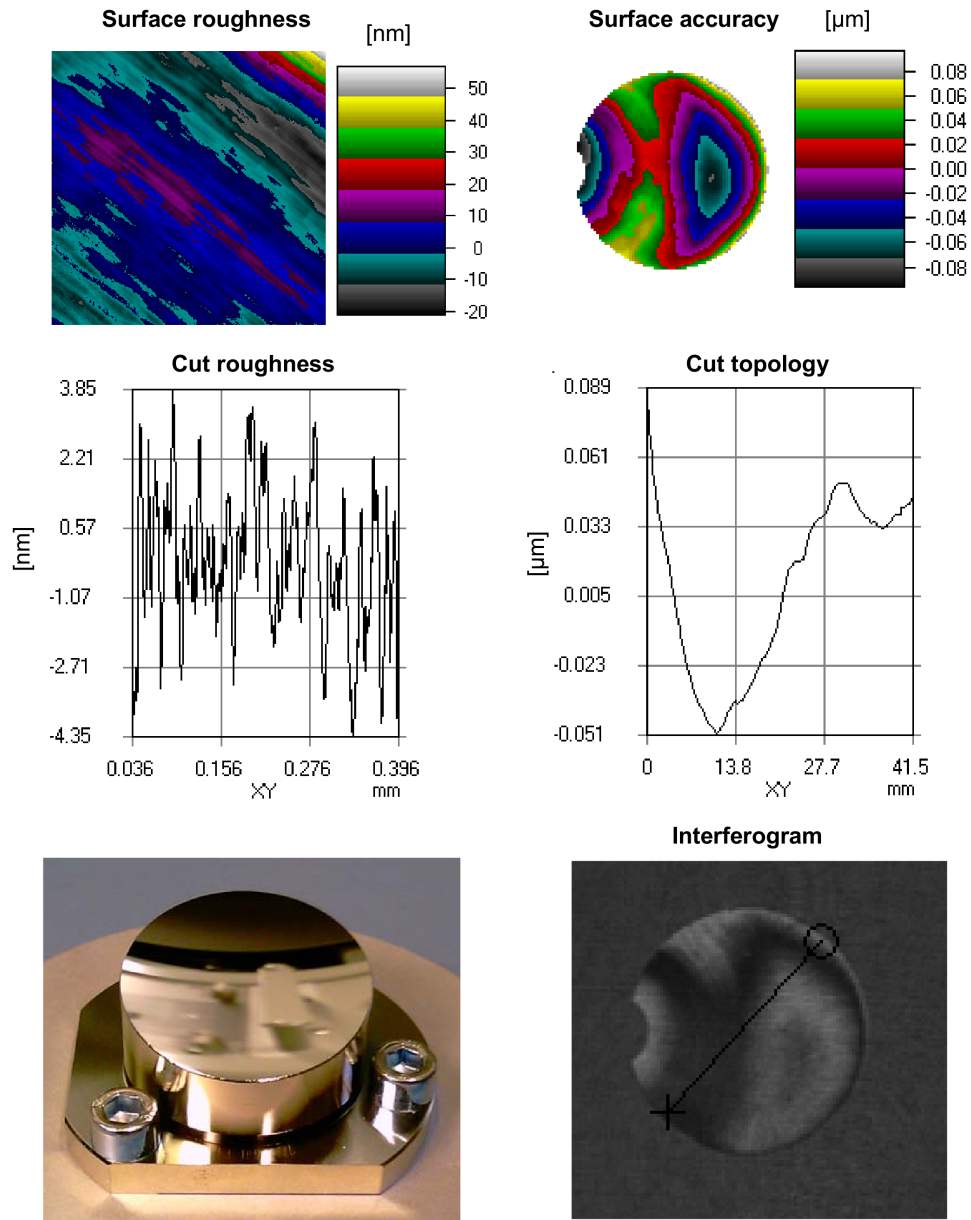 Surface roughness
[nm]
50
40
30
20
10
0
-10
-20
Surface accuracy
[µm]
0.08
0.06
0.04
0.02
0.00
-0.02
-0.04
-0.06
-0.08
Cut roughness
3.85
2.21
0.57
-1.07
-2.71
-4.35
[nm]
0.036 0.156 0.276 0.396
XY mm
Cut topology
0.089
0.061
0.033
0.005
-0.023
-0.051
[µm]
0 13.8 27.7 41.5
XY mm
Interferogram